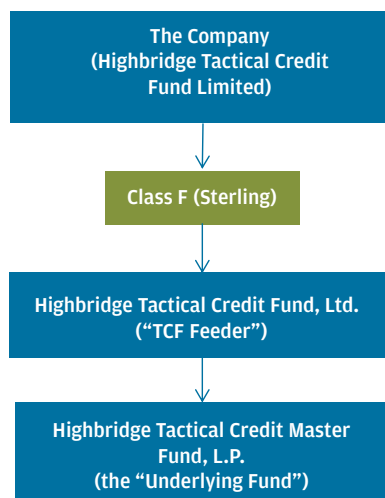 The Company
(Highbridge Tactical Credit
Fund Limited)
Class F (Sterling)
Highbridge Tactical Credit Fund, Ltd.
(“TCF Feeder”)
Highbridge Tactical Credit Master
Fund, L.P.
(the “Underlying Fund”)